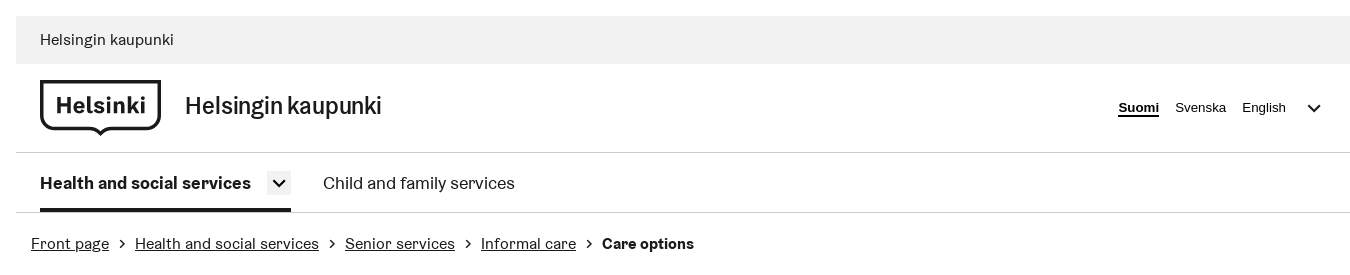 Helsingin kaupunki
Helsinki Helsingin kaupunki Suomi Svenska English
Health and social services Child and family services
Front page Health and social services Senior services Informal care Care options